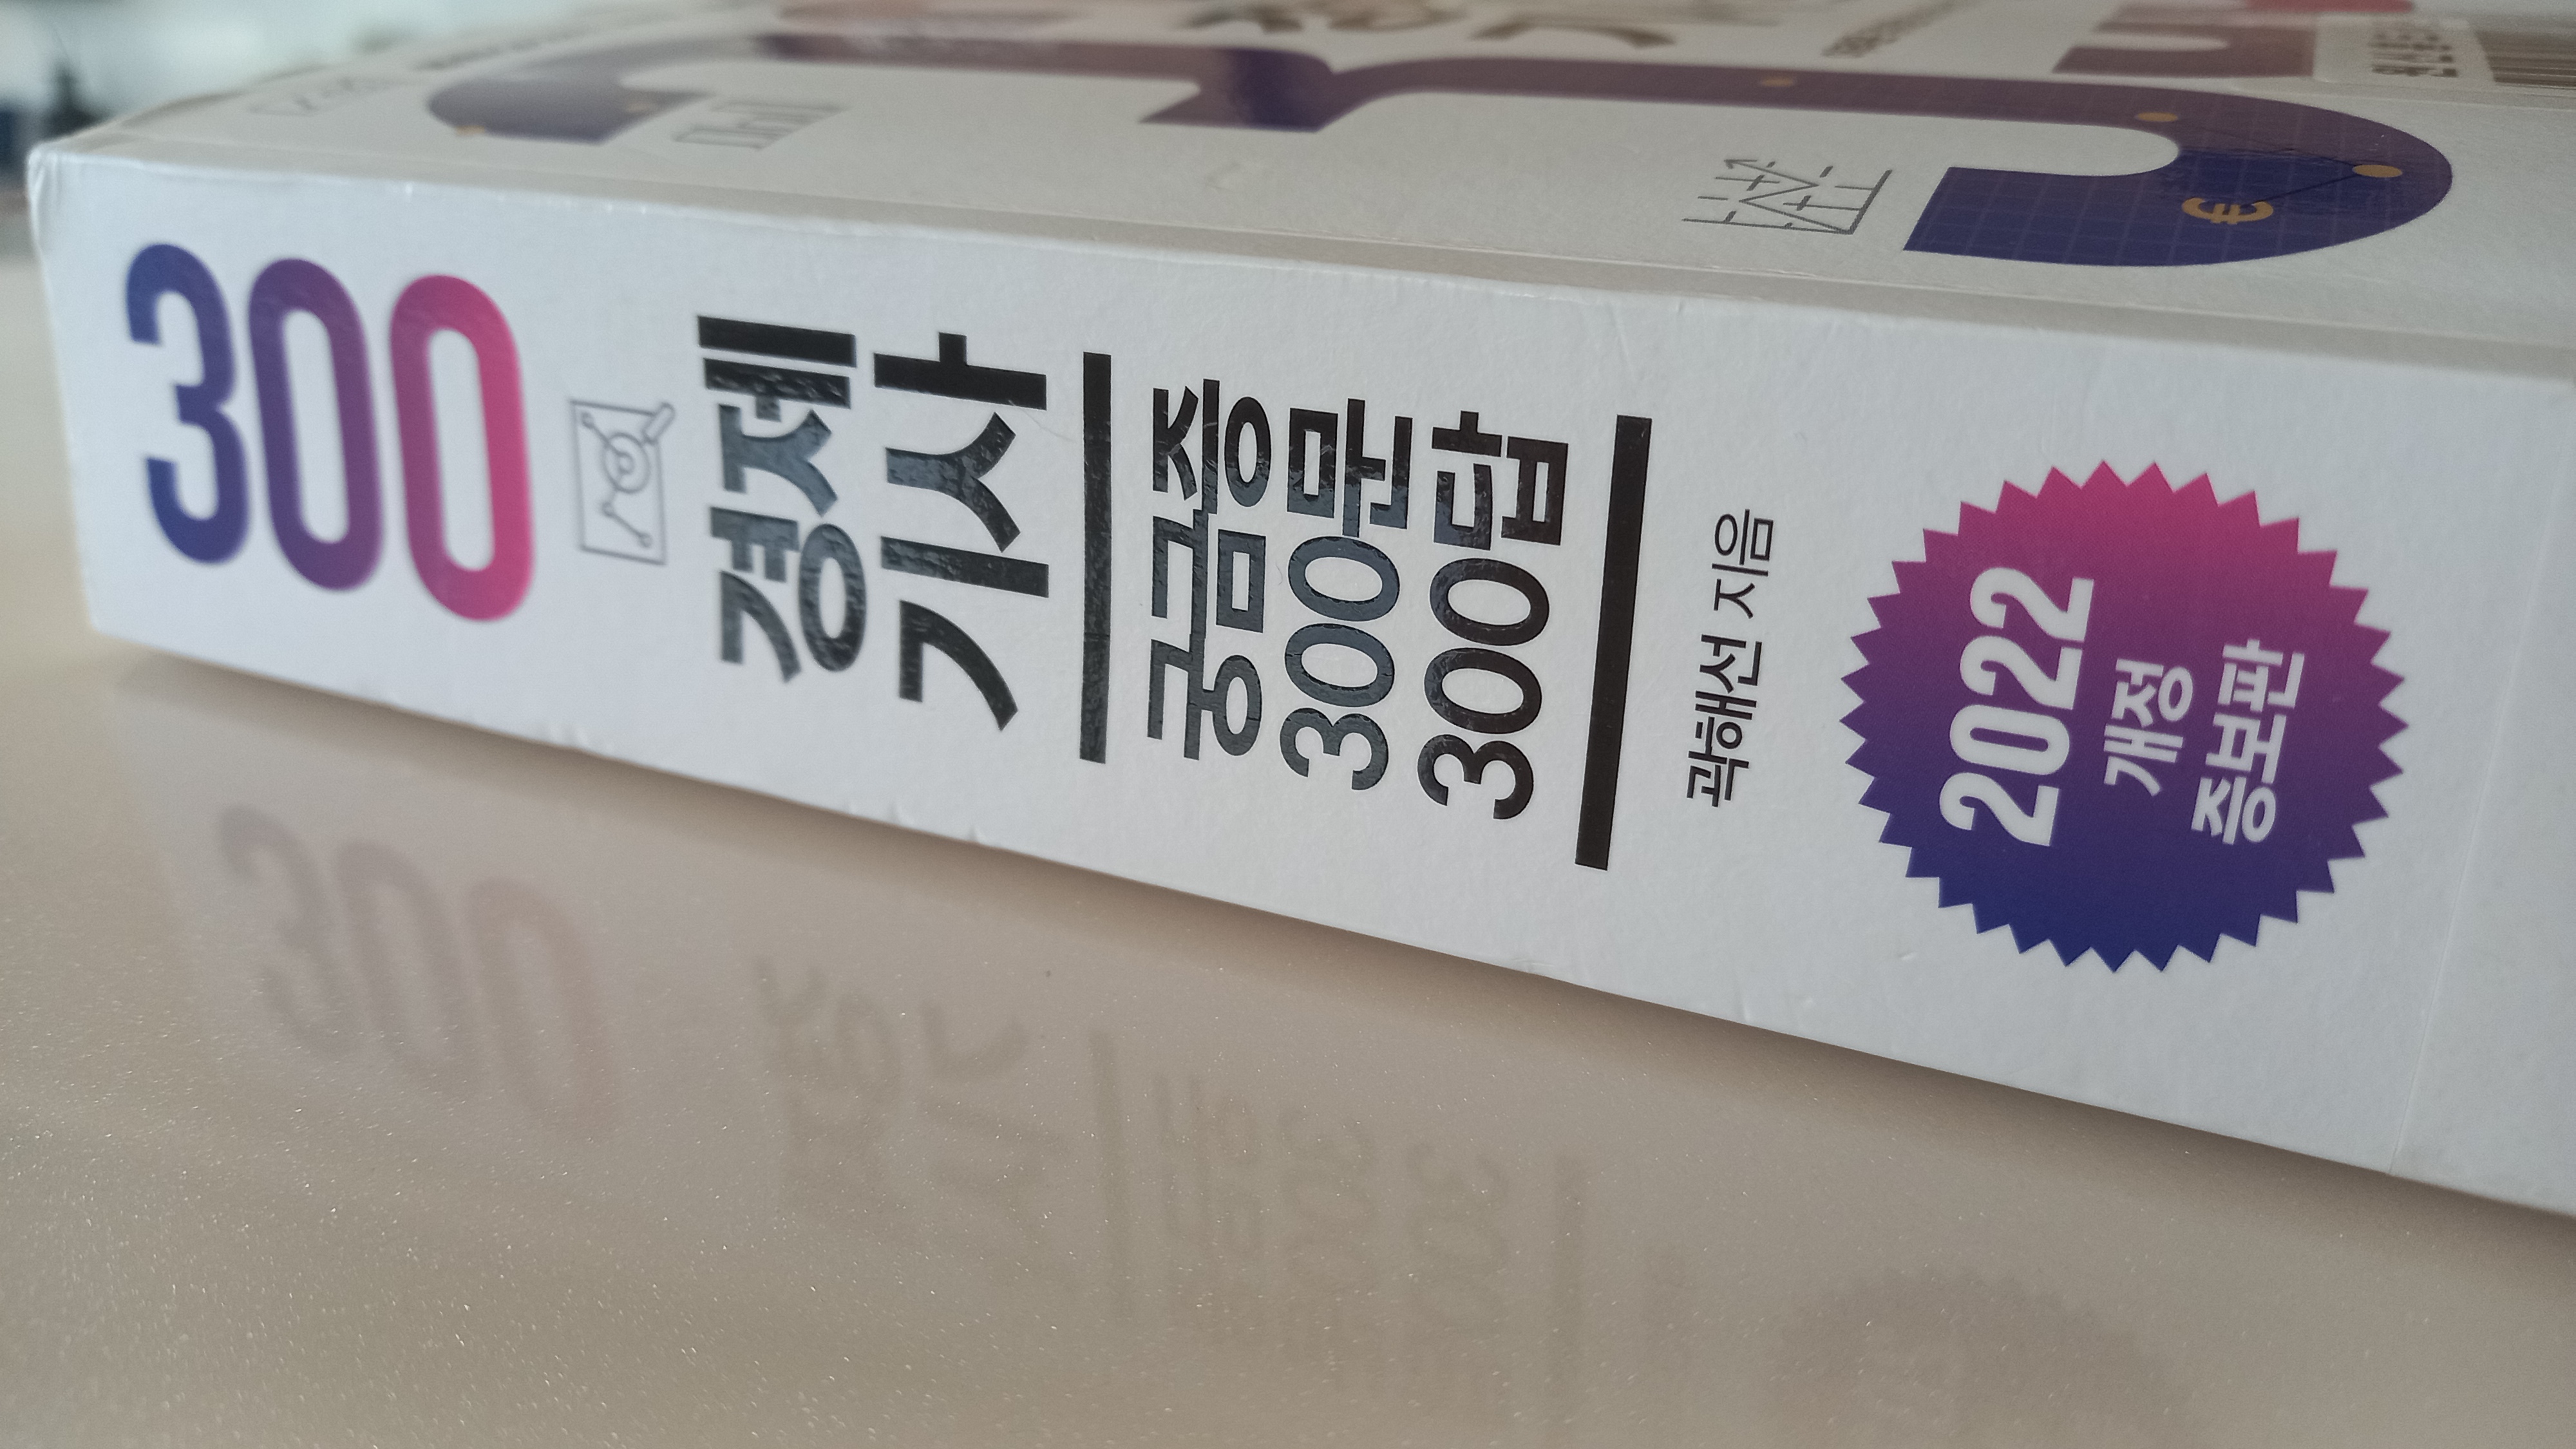 300
경제
기사
궁금증
300문
300답
곽해선 지음
2022
개정
증보판
€